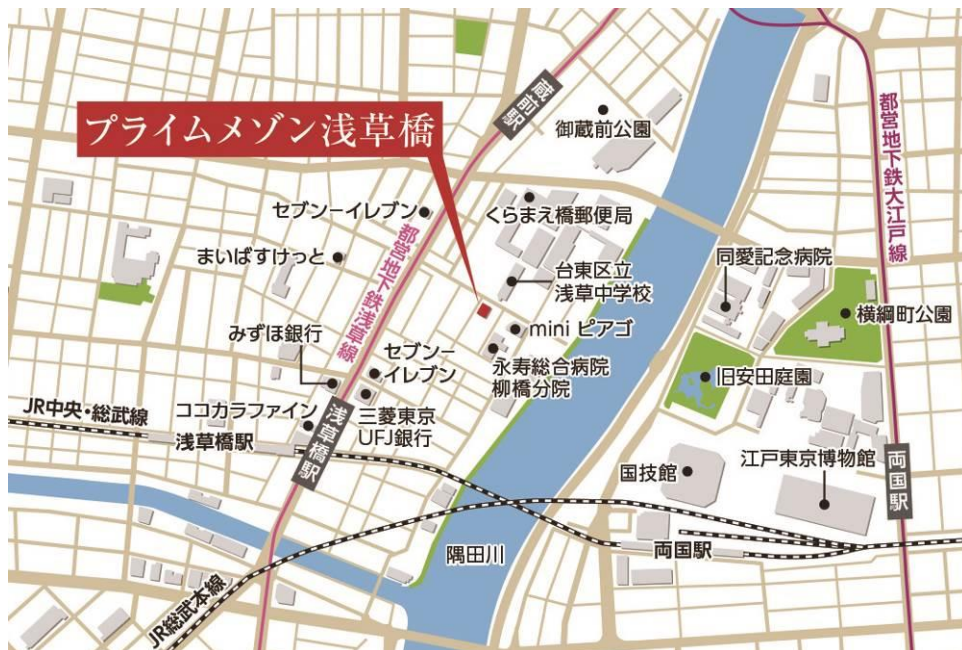 プライムメゾン浅草橋
蔵前駅
御蔵前公園
都営地下鉄大江戸線
セブン−イレブン
くらまえ橋郵便局
まいばすけっと
都営地下鉄浅草線
台東区立
浅草中学校
同愛記念病院
横網町公園
みずほ銀行
セブン−
イレブン
mini ピアゴ
永寿総合病院
柳橋分院
旧安田庭園
JR中央・総武線
ココカラファイン
浅草橋駅
浅草橋駅
三菱東京
UFJ銀行
国技館
江戸東京博物館
両国駅
隅田川
両国駅
JR総武本線